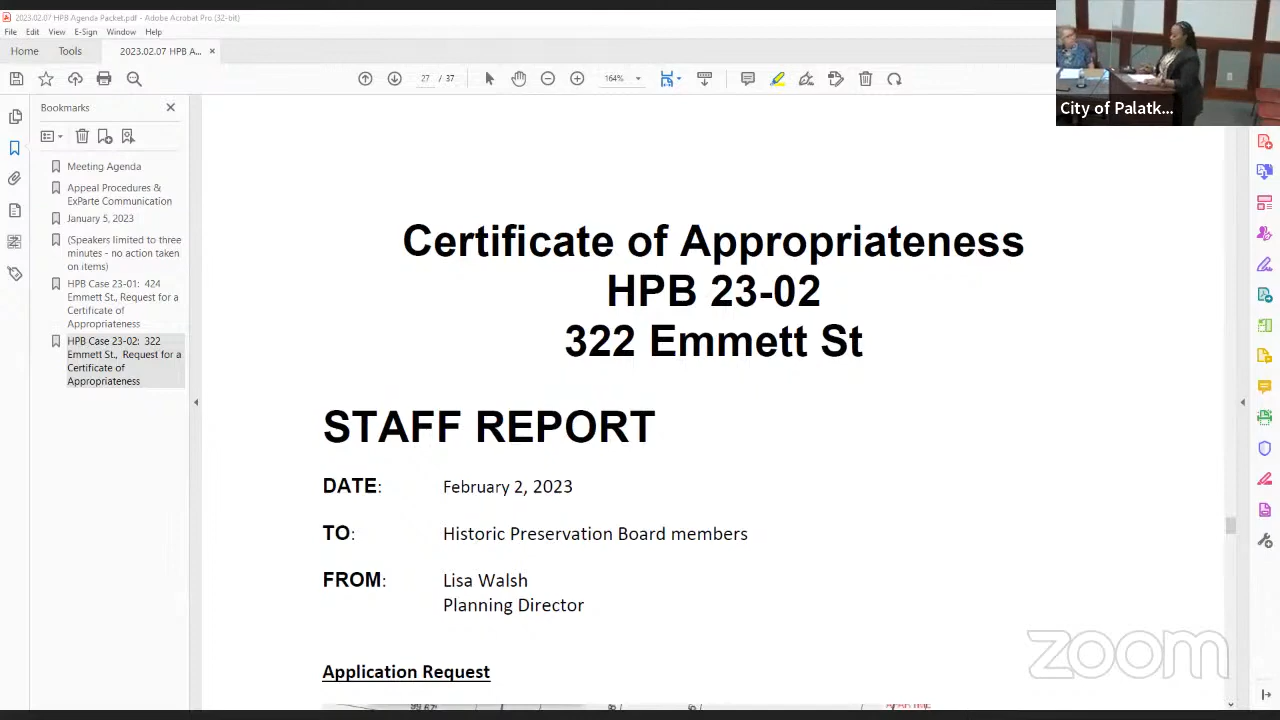 2023.02.07 HPB Agenda Packet.pdf - Adobe Acrobat Pro (32-bit)
File Edit View E-Sign Window Help
Home Tools 2023.02.07 HPB A... ×
27 / 37 164%
City of Palatk...
Bookmarks
Meeting Agenda
Appeal Procedures &
ExParte Communication
January 5, 2023
(Speakers limited to three
minutes - no action taken
on items)
HPB Case 23-01: 424
Emmett St., Request for a
Certificate of
Appropriateness
HPB Case 23-02: 322
Emmett St., Request for a
Certificate of
Appropriateness
Certificate of Appropriateness
HPB 23-02
322 Emmett St
STAFF REPORT
DATE: February 2, 2023
TO: Historic Preservation Board members
FROM: Lisa Walsh
Planning Director
Application Request
zoom